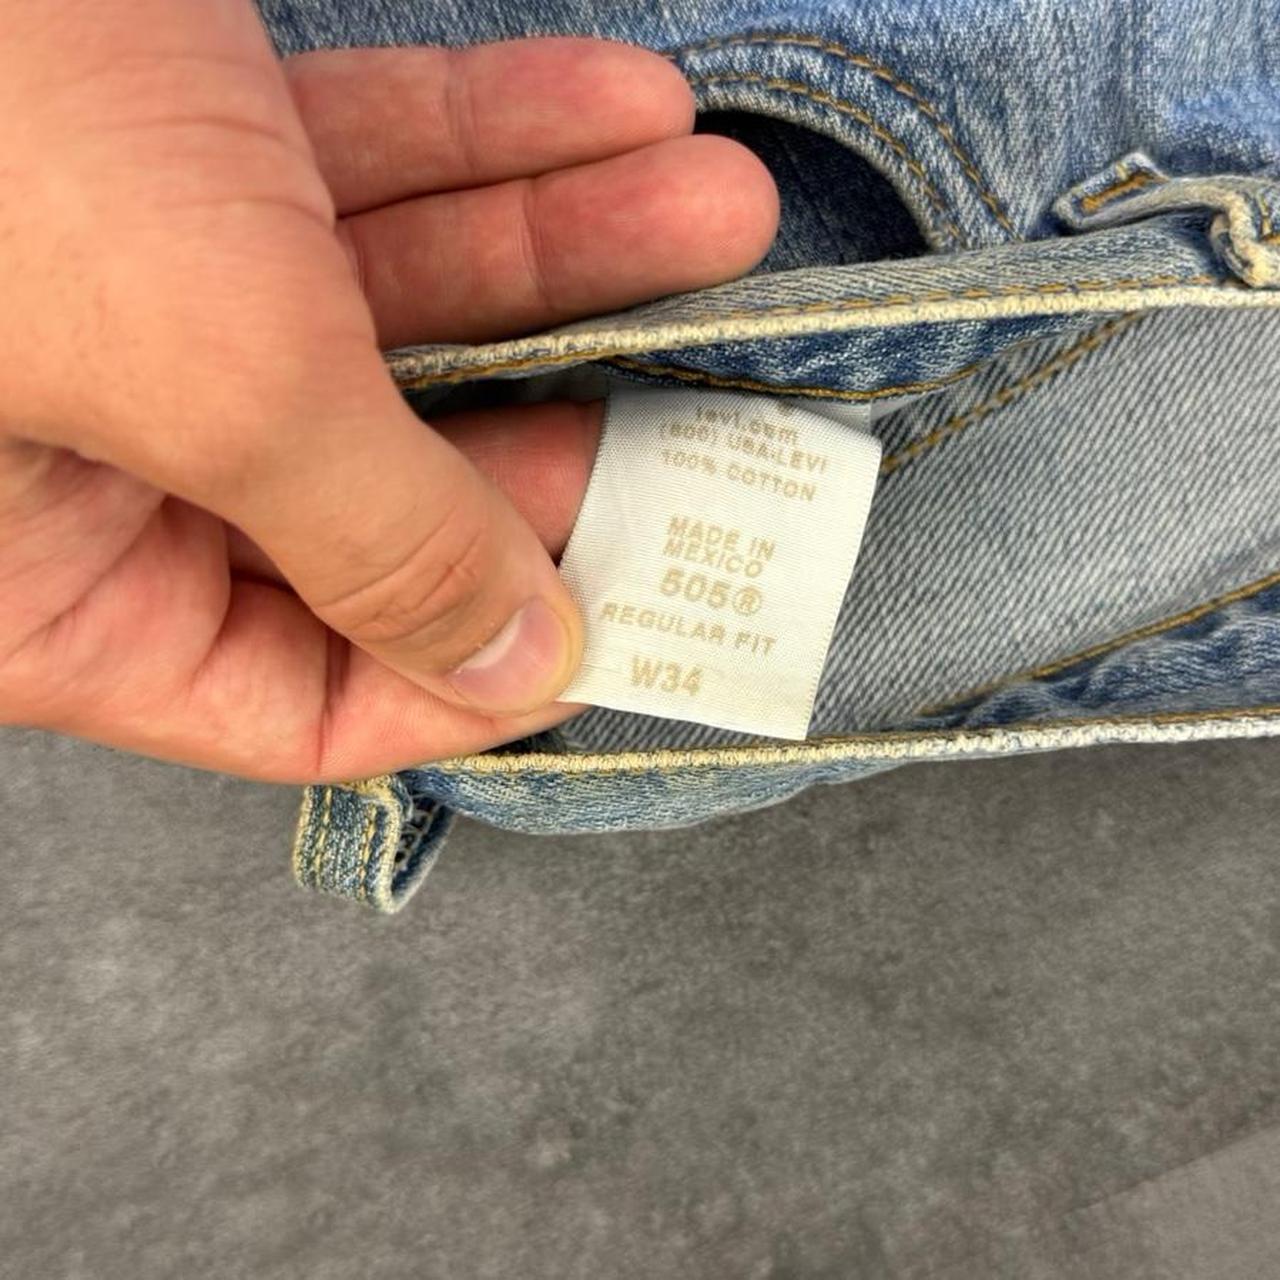 levi.com
(800) USA-LEVI
100% COTTON
MADE IN
MEXICO
505®
REGULAR FIT
W34